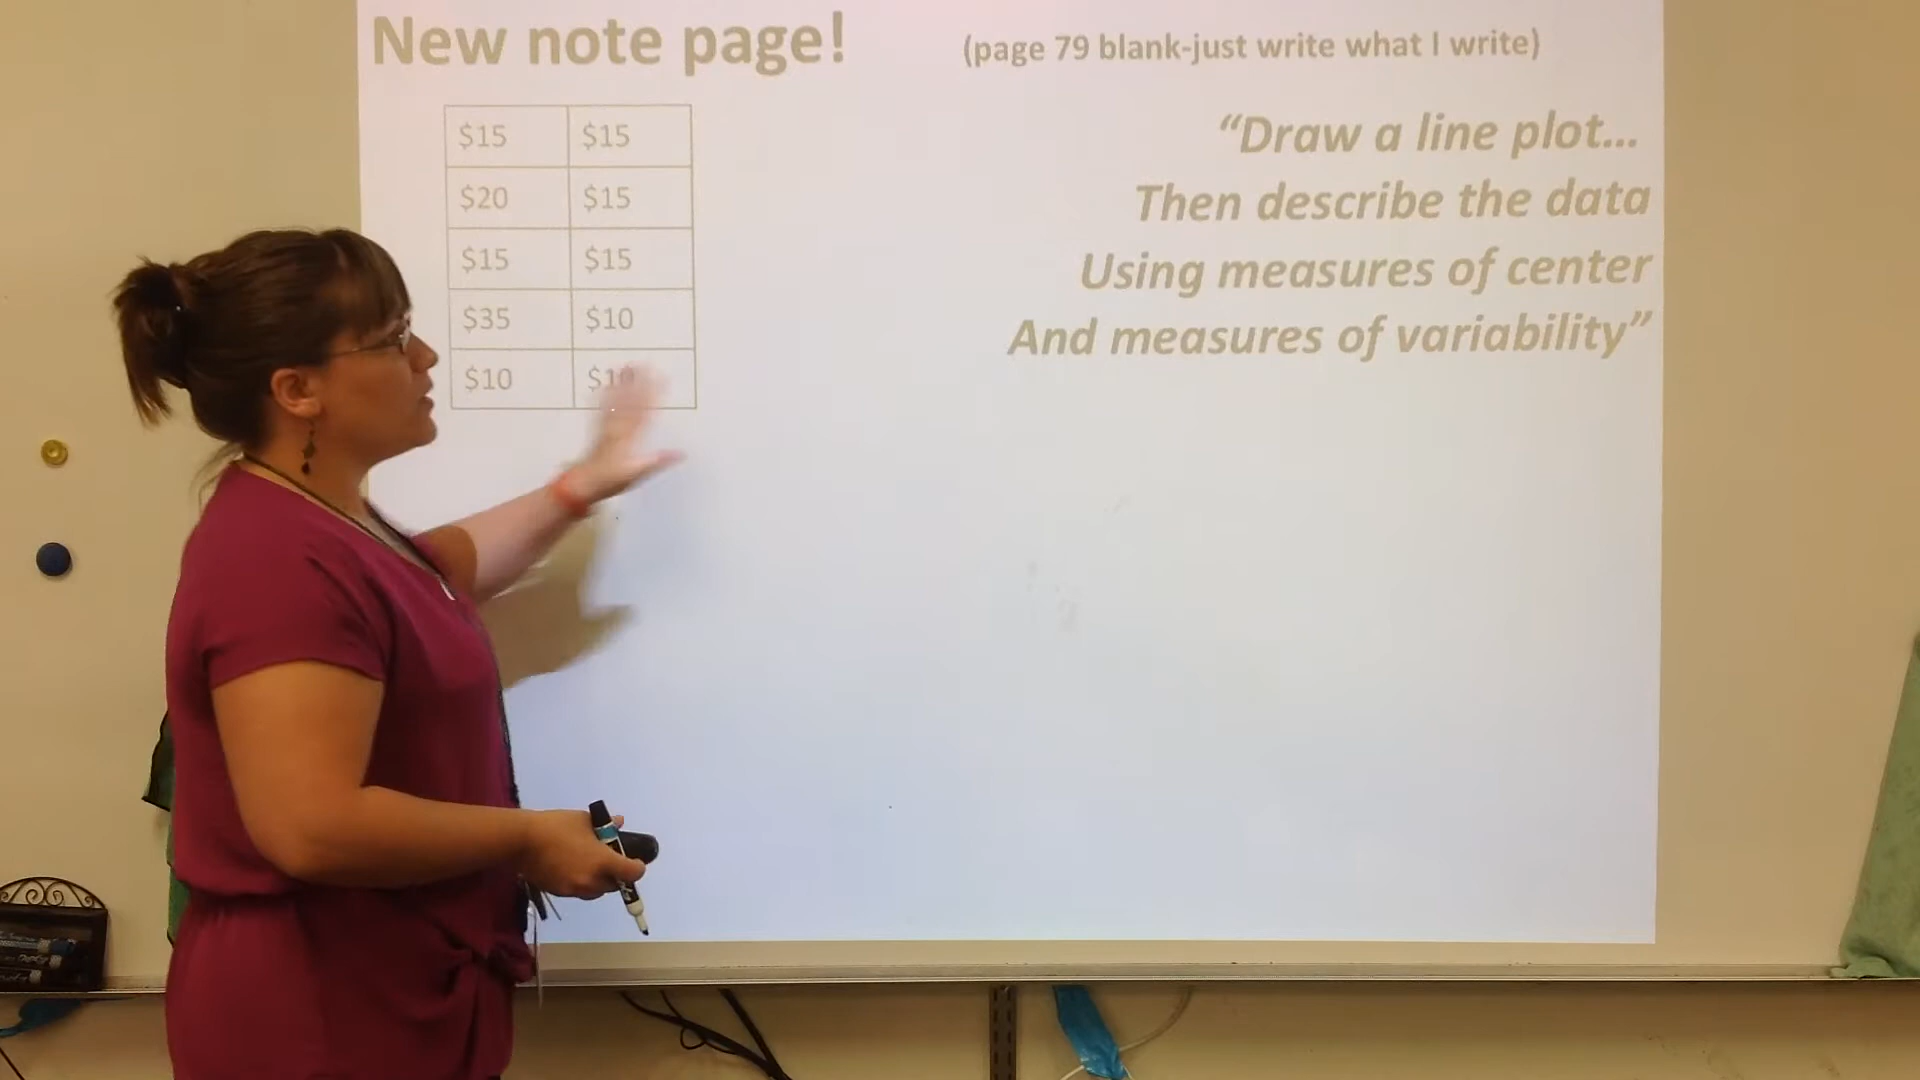 New note page!
(page 79 blank-just write what I write)
$15 $15
$20 $15
$15 $15
$35 $10
$10 $10
“Draw a line plot...
Then describe the data
Using measures of center
And measures of variability”